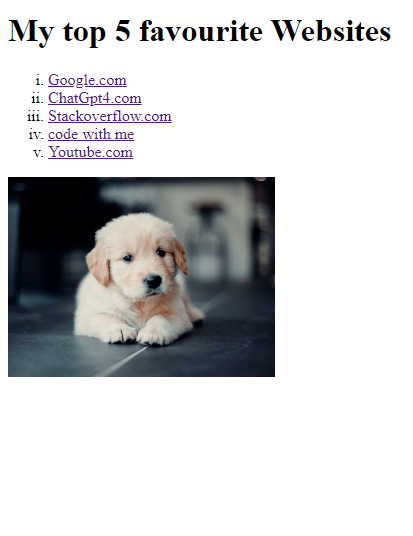 My top 5 favourite Websites
i. Google.com
ii. ChatGpt4.com
iii. Stackoverflow.com
iv. code with me
v. Youtube.com